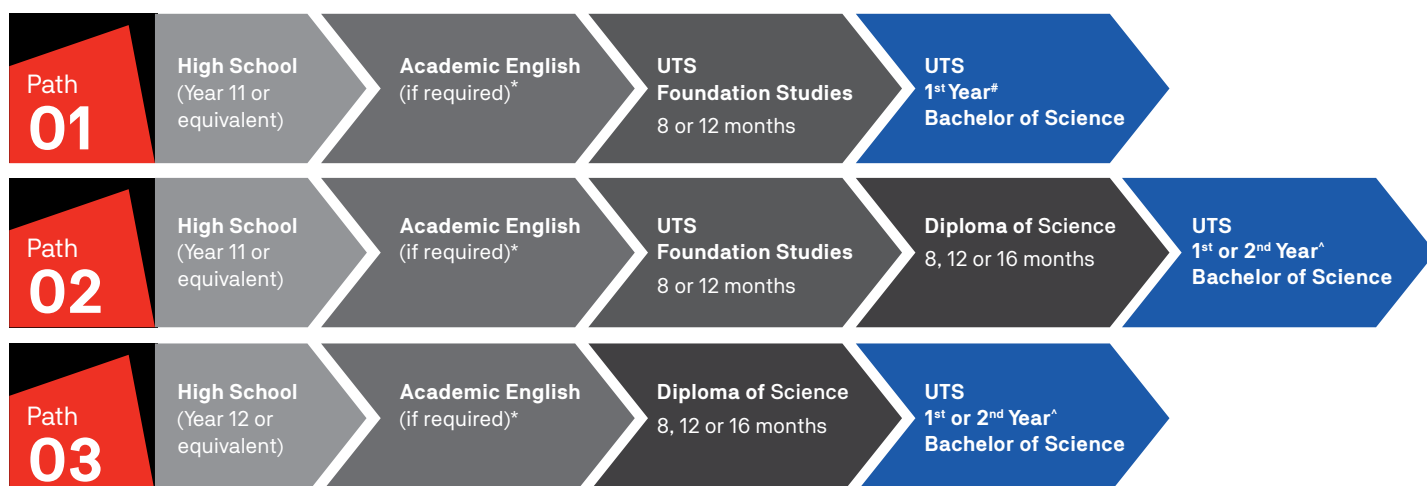 Path
01
High School
(Year 11 or
equivalent)
Academic English
(if required)*
UTS
Foundation Studies
8 or 12 months
UTS
1st Year#
Bachelor of Science
Path
02
High School
(Year 11 or
equivalent)
Academic English
(if required)*
UTS
Foundation Studies
8 or 12 months
Diploma of Science
8, 12 or 16 months
UTS
1st or 2nd Year^
Bachelor of Science
Path
03
High School
(Year 12 or
equivalent)
Academic English
(if required)*
Diploma of Science
8, 12 or 16 months
UTS
1st or 2nd Year^
Bachelor of Science